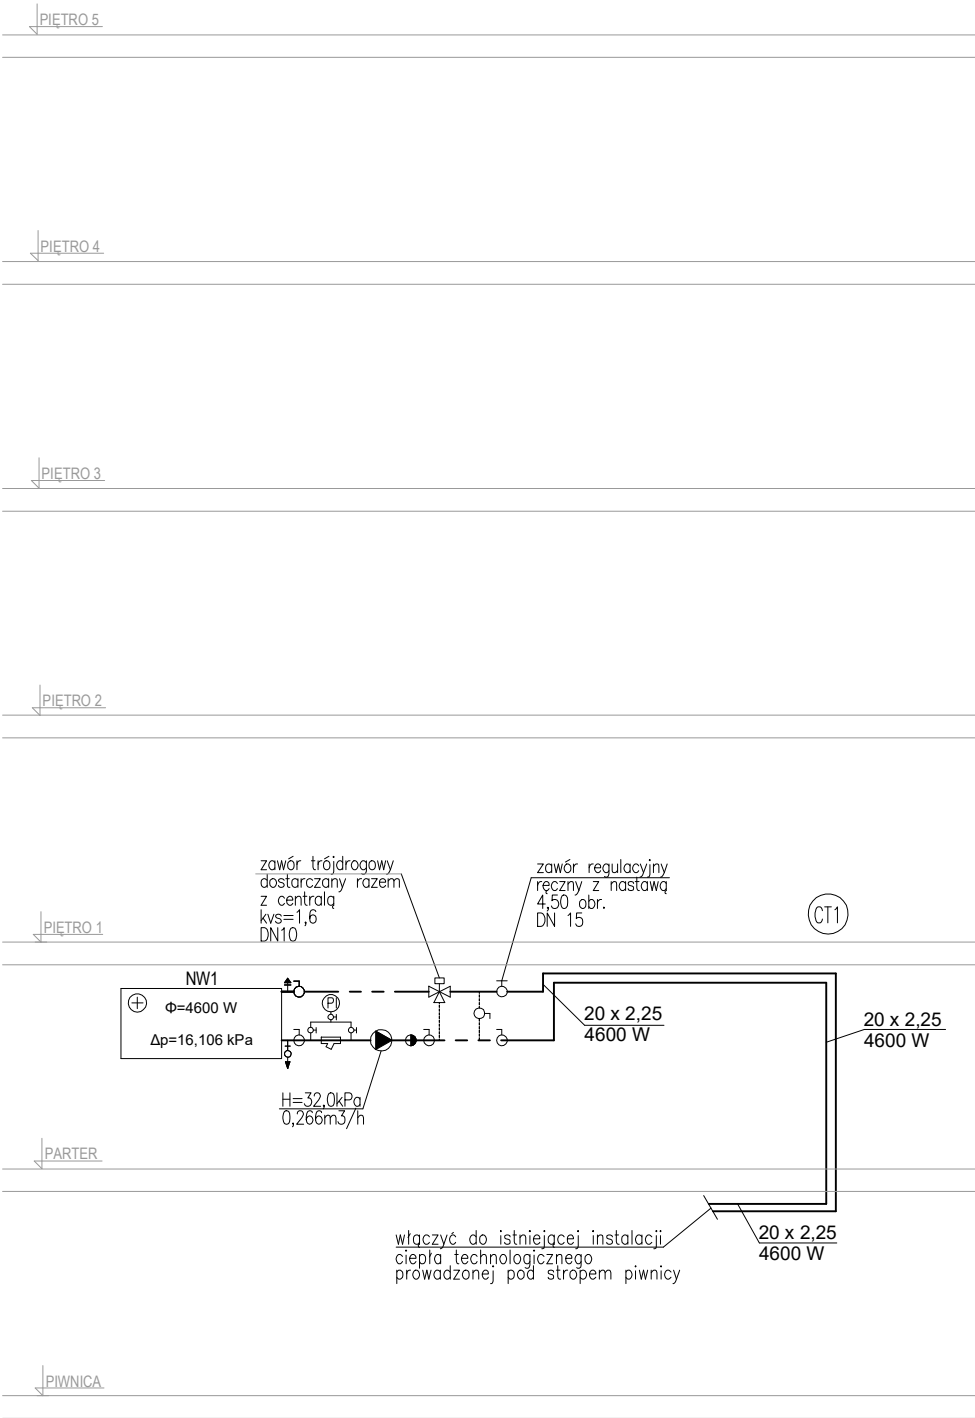 PIĘTRO 5
PIĘTRO 4
PIĘTRO 3
PIĘTRO 2
zawór trójdrogowy
dostarczany razem
z centralą
kvs=1,6
DN10
zawór regulacyjny
ręczny z nastawą
4,50 obr.
DN 15
CT1
PIĘTRO 1
NW1
Φ=4600 W
Δp=16,106 kPa
PI
20 x 2,25
4600 W
20 x 2,25
4600 W
H=32,0kPa
0,266m3/h
PARTER
włączyć do istniejącej instalacji
ciepła technologicznego
prowadzonej pod stropem piwnicy
20 x 2,25
4600 W
PIWNICA